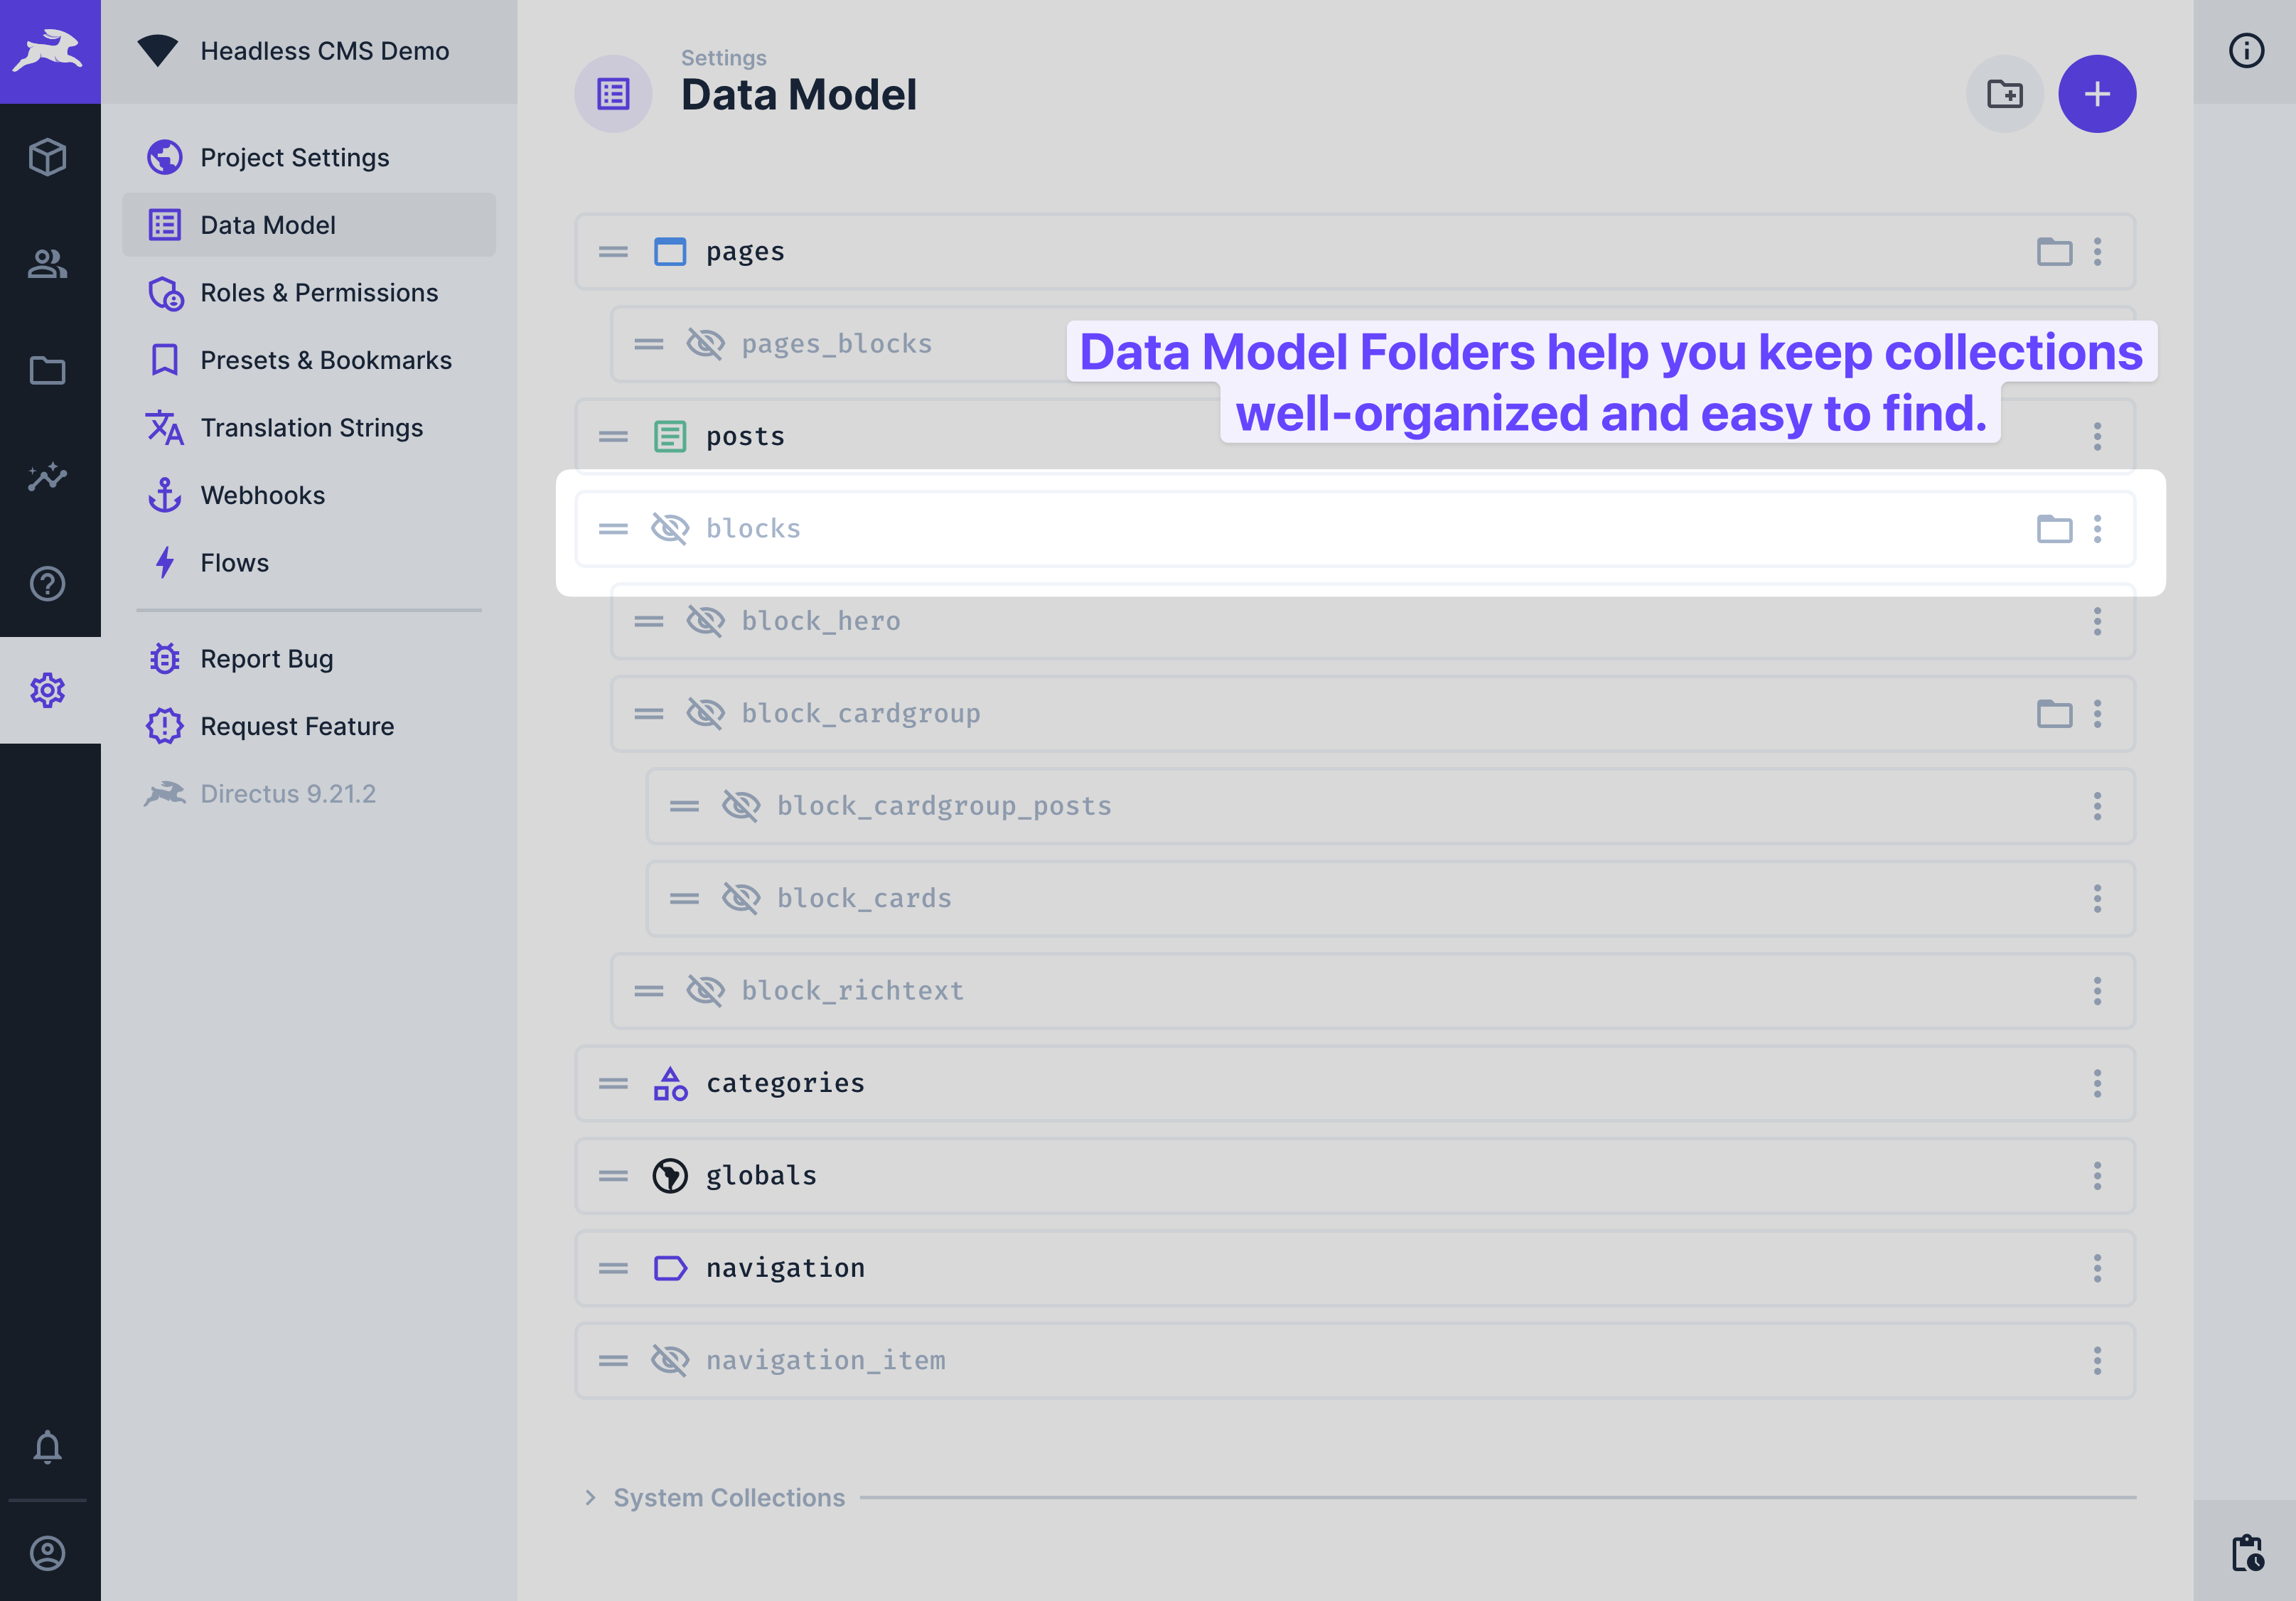 Headless CMS Demo
Project Settings
Data Model
Roles & Permissions
Presets & Bookmarks
Translation Strings
Webhooks
Flows
Report Bug
Request Feature
Directus 9.21.2
Settings
Data Model
pages
pages_blocks
Data Model Folders help you keep collections
well-organized and easy to find.
posts
blocks
block_hero
block_cardgroup
block_cardgroup_posts
block_cards
block_richtext
categories
globals
navigation
navigation_item
System Collections